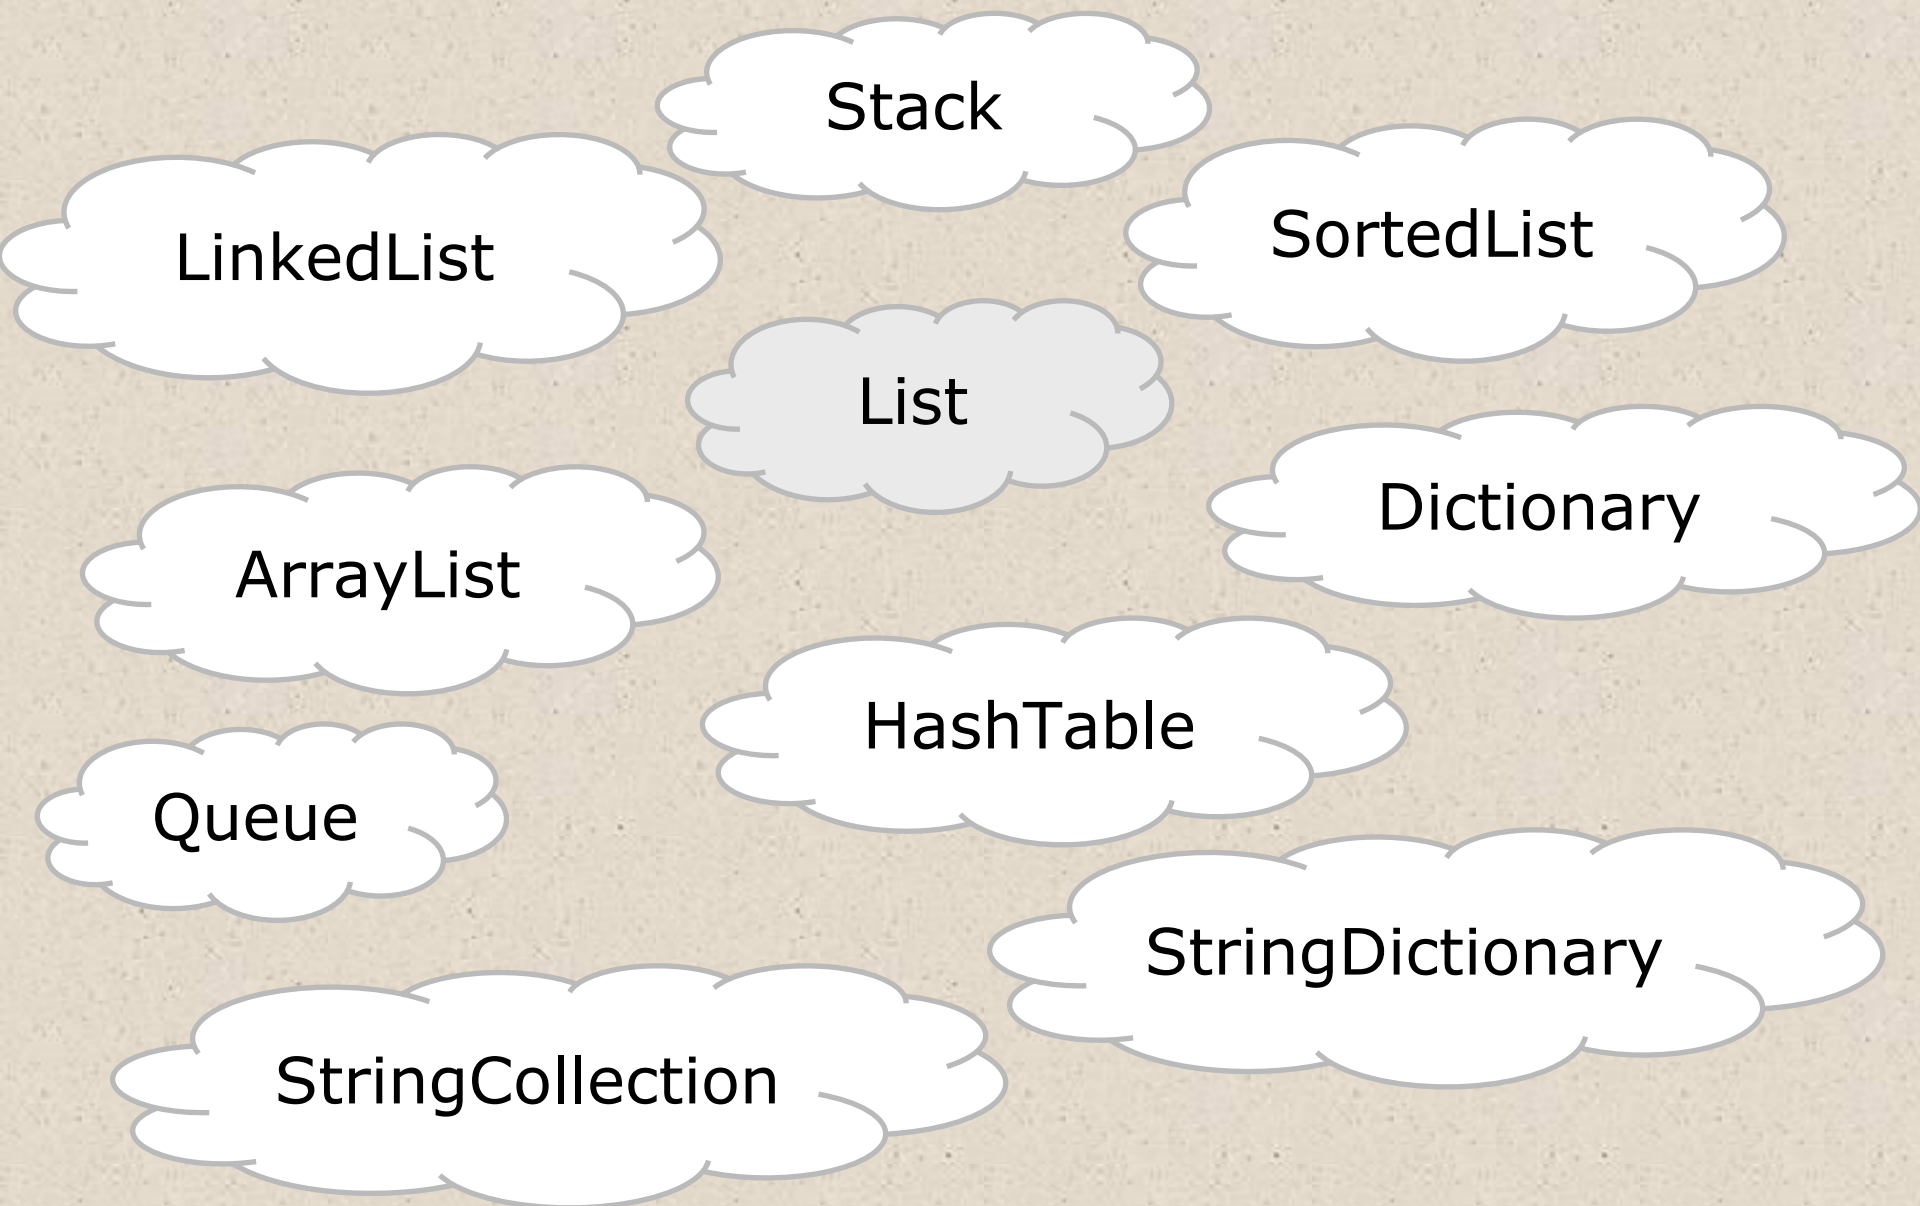 Stack
LinkedList
SortedList
List
Dictionary
ArrayList
HashTable
Queue
StringDictionary
StringCollection